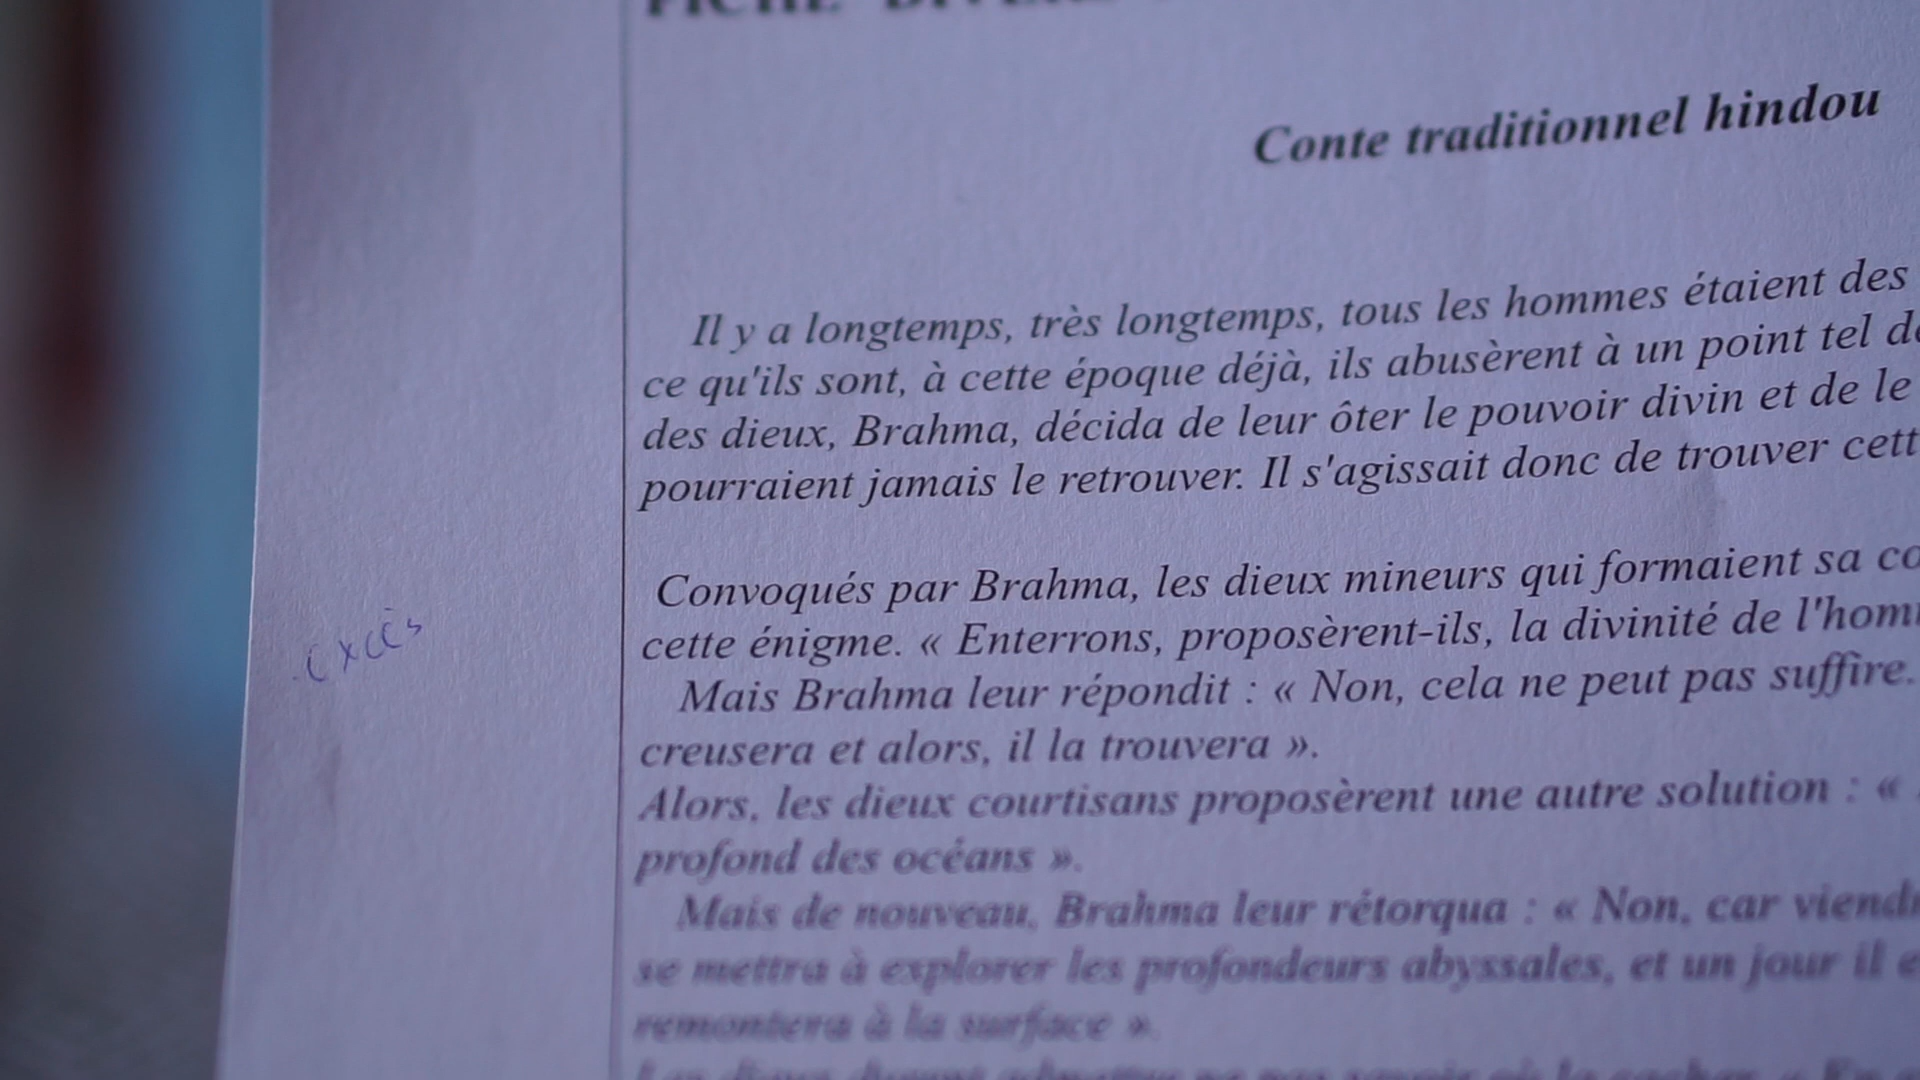 FICHE
Conte traditionnel hindou
Il y a longtemps, très longtemps, tous les hommes étaient des
ce qu'ils sont, à cette époque déjà, ils abusèrent à un point tel
des dieux, Brahma, décida de leur ôter le pouvoir divin et de le
pourraient jamais le retrouver. Il s'agissait donc de trouver cett
Convoqués par Brahma, les dieux mineurs qui formaient sa co
excès
cette énigme. « Enterrons, proposèrent-ils, la divinité de l'hom
Mais Brahma leur répondit : « Non, cela ne peut pas suffire.
creusera et alors, il la trouvera ».
Alors, les dieux courtisans proposèrent une autre solution : «
profond des océans ».
Mais de nouveau, Brahma leur rétorqua : « Non, car viend
se mettra à explorer les profondeurs abyssales, et un jour il
remontera à la surface ».